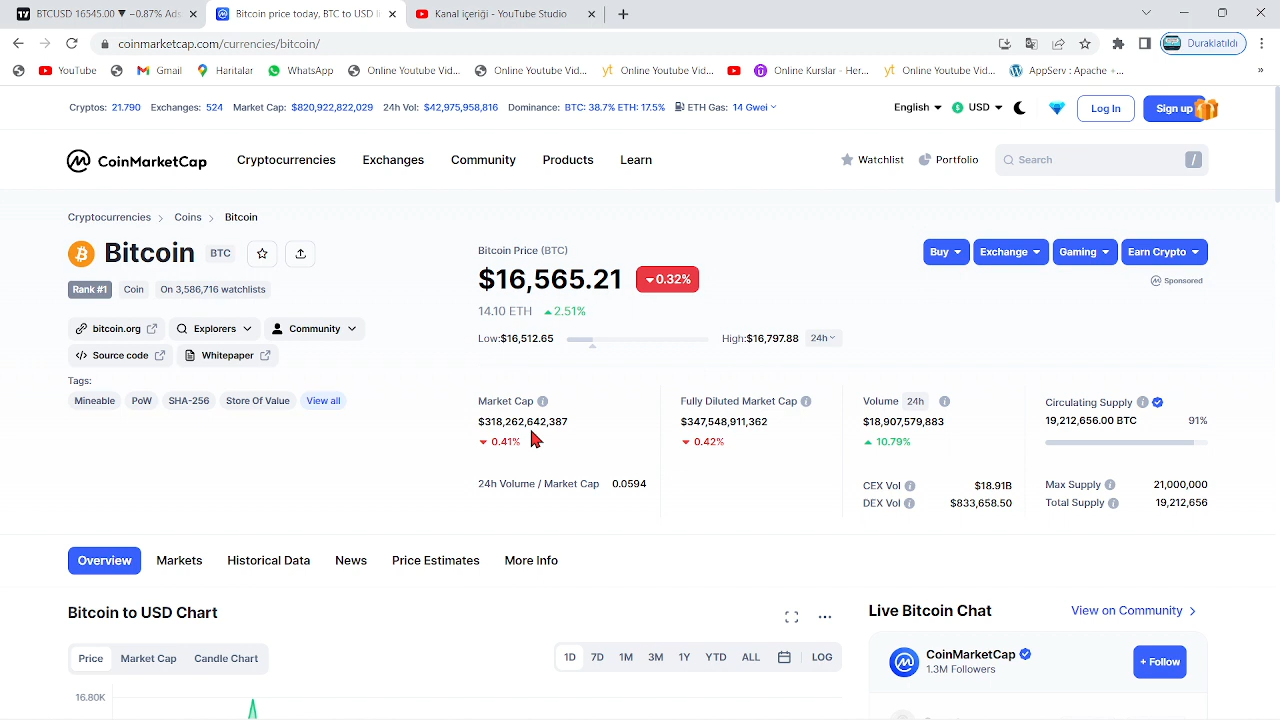 BTCUSD 16545.00 ▼ −0.87% Ads
Bitcoin price today, BTC to USD li
Kanal içeriği - YouTube Studio
coinmarketcap.com/currencies/bitcoin/
Duraklatıldı
YouTube
Gmail
Haritalar
WhatsApp
Online Youtube Vid...
Online Youtube Vid...
yt Online Youtube Vid...
Online Kurslar - Her...
yt Online Youtube Vid...
AppServ : Apache +...
»
Cryptos: 21.790 Exchanges: 524 Market Cap: $820,922,822,029 24h Vol: $42,975,958,816 Dominance: BTC: 38.7% ETH: 17.5% ETH Gas: 14 Gwei
English
USD
Log In
Sign up
CoinMarketCap
Cryptocurrencies
Exchanges
Community
Products
Learn
Watchlist
Portfolio
Search
/
Cryptocurrencies > Coins > Bitcoin
Bitcoin BTC
Rank #1
Coin
On 3,586,716 watchlists
bitcoin.org
Explorers
Community
Source code
Whitepaper
Tags:
Mineable
PoW
SHA-256
Store Of Value
View all
Bitcoin Price (BTC)
$16,565.21 0.32%
14.10 ETH 2.51%
Low:$16,512.65
High:$16,797.88
24h
Buy
Exchange
Gaming
Earn Crypto
Sponsored
Market Cap
$318,262,642,387
0.41%
24h Volume / Market Cap 0.0594
Fully Diluted Market Cap
$347,548,911,362
0.42%
Volume 24h
$18,907,579,883
10.79%
CEX Vol $18.91B
DEX Vol $833,658.50
Circulating Supply
19,212,656.00 BTC 91%
Max Supply 21,000,000
Total Supply 19,212,656
Overview
Markets
Historical Data
News
Price Estimates
More Info
Bitcoin to USD Chart
Price
Market Cap
Candle Chart
1D
7D
1M
3M
1Y
YTD
ALL
LOG
16.80K
Live Bitcoin Chat
View on Community >
CoinMarketCap
1.3M Followers
+ Follow